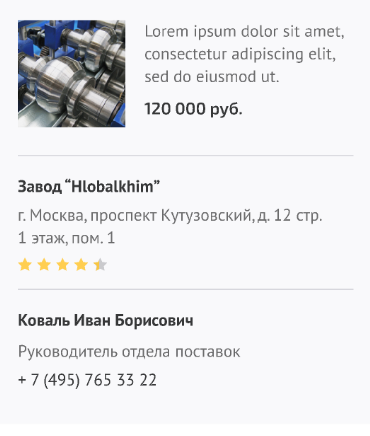 Lorem ipsum dolor sit amet,
consectetur adipiscing elit,
sed do eiusmod ut.
120 000 руб.
Завод “Hlobalkhim”
г. Москва, проспект Кутузовский, д. 12 стр.
1 этаж, пом. 1
Коваль Иван Борисович
Руководитель отдела поставок
+ 7 (495) 765 33 22